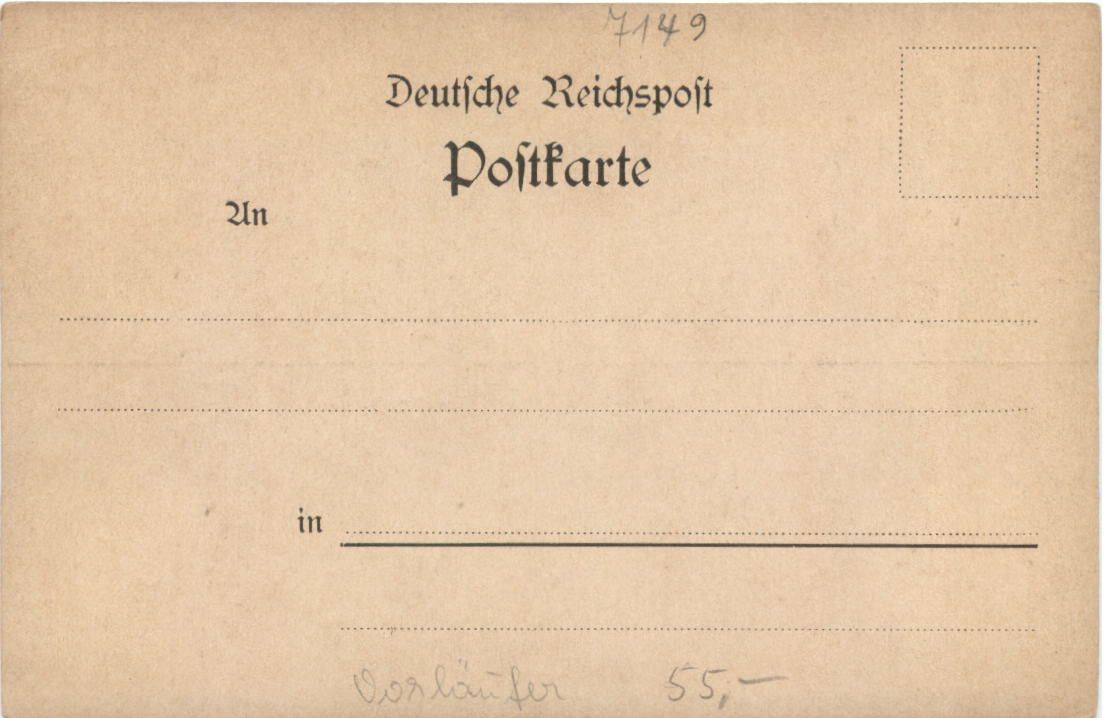 7149
Deutſche Reichspoſt
Poſtkarte
An
in
Vorläufer 55,-